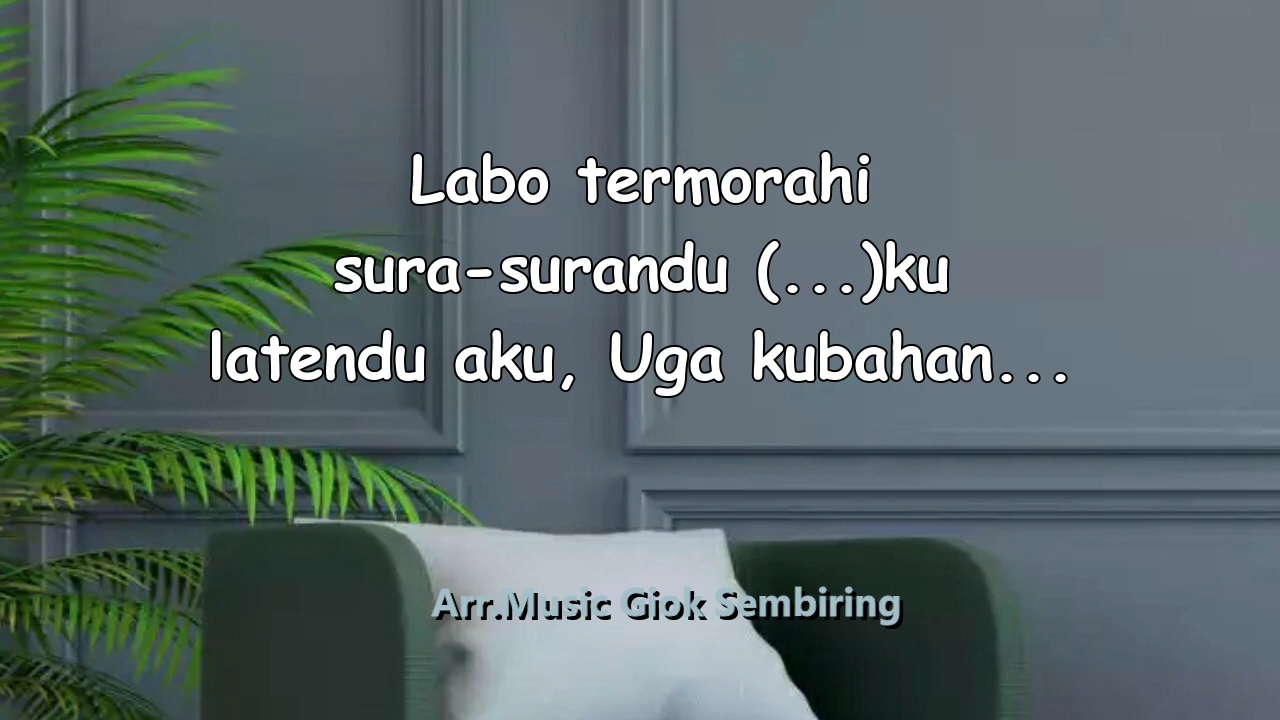 Labo termorahi
sura-surandu (...)ku
latendu aku, Uga kubahan...
Arr.Music Giok Sembiring